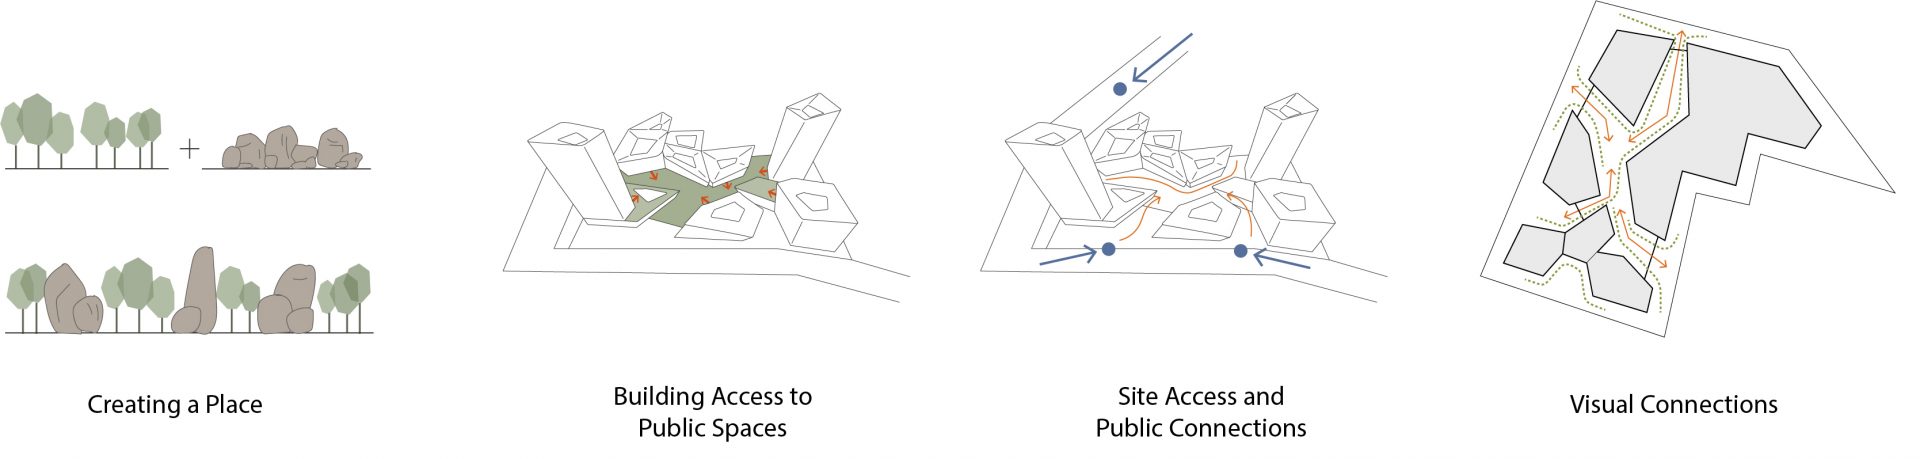 Creating a Place
Building Access to
Public Spaces
Site Access and
Public Connections
Visual Connections